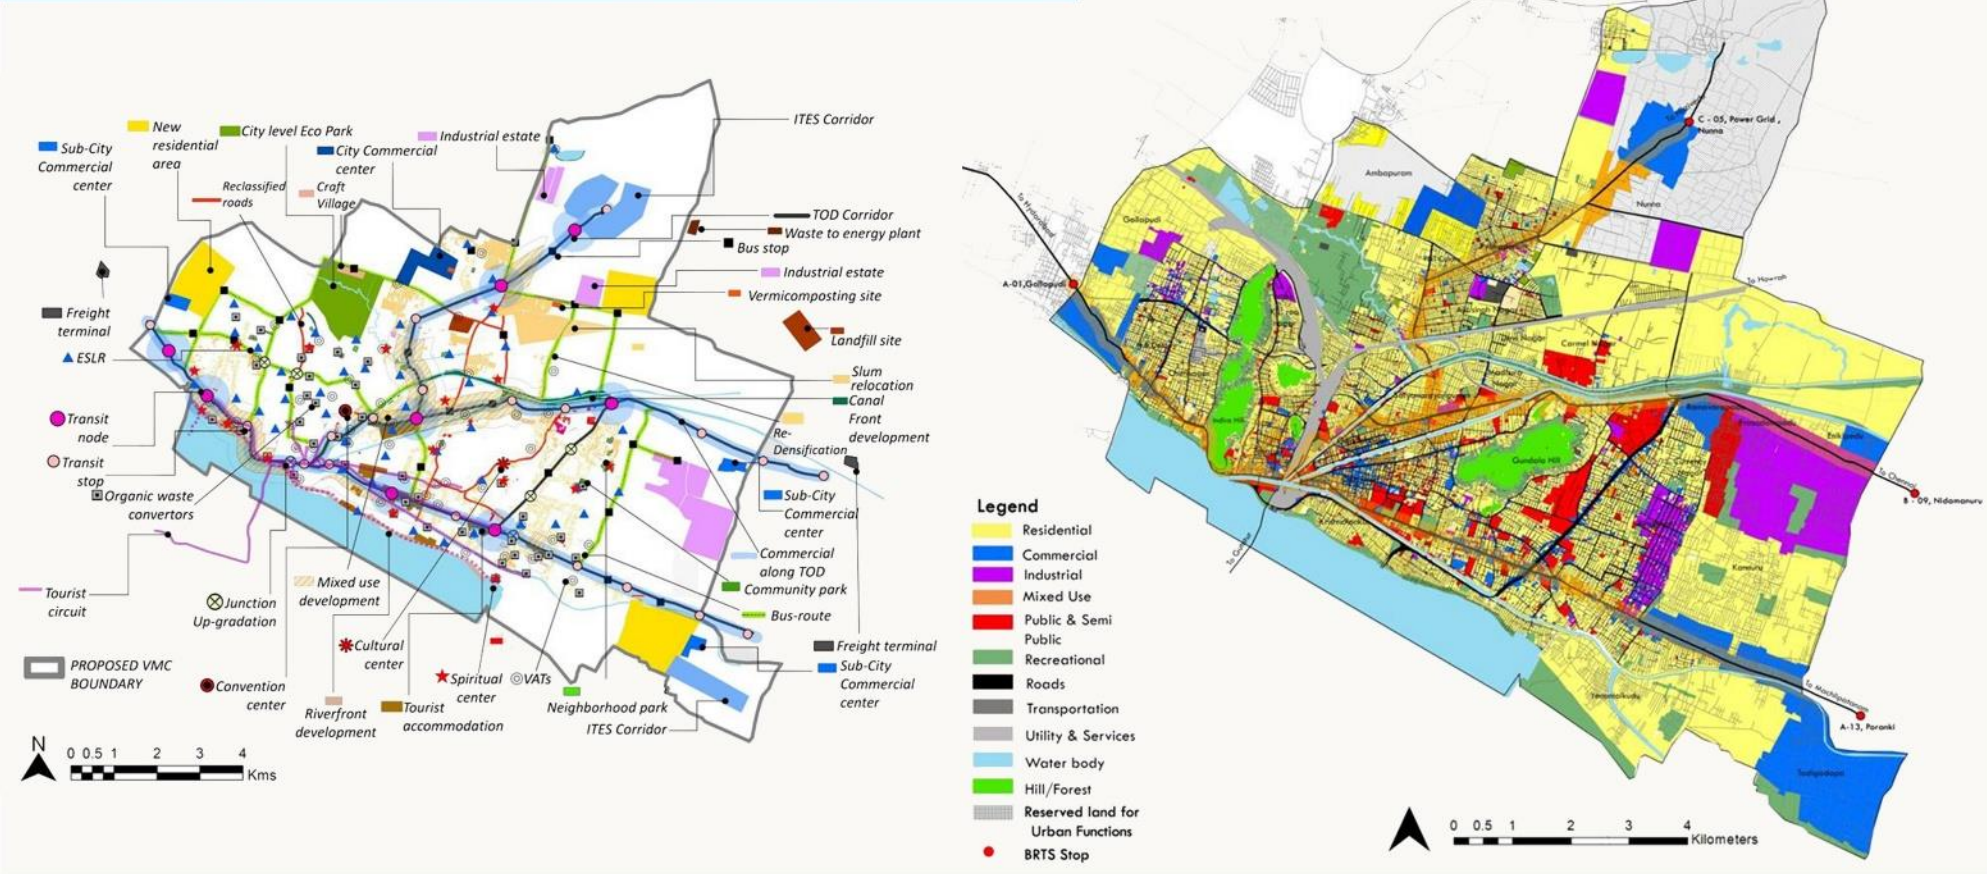 ITES Corridor
New
residential
area
City level Eco Park
Industrial estate
Sub-City
Commercial
center
City Commercial
center
Reclassified
roads
Craft
Village
TOD Corridor
Waste to energy plant
Bus stop
Industrial estate
Vermicomposting site
Freight
terminal
Landfill site
ESLR
Slum
relocation
Canal
Front
development
Transit
node
Re-
Densification
Transit
stop
Organic waste
convertors
Sub-City
Commercial
center
Commercial
along TOD
Community park
Tourist
circuit
Mixed use
development
Junction
Up-gradation
Bus-route
Cultural
center
Freight terminal
PROPOSED VMC
BOUNDARY
Sub-City
Commercial
center
Convention
center
Spiritual
center
VATs
Riverfront
development
Tourist
accommodation
Neighborhood park
ITES Corridor
N
0 0.5 1 2 3 4
Kms
C - 05, Power Grid ,
Nunna
Ambapuram
Nunna
To Hyderabad
Gollapudi
A-01,Gollapudi
To Howrah
Carmel Nagar
Madhura
Nagar
Indira Hill
Gundala Hill
Enikepadu
To Chennai
B - 09, Nidamanuru
Kanuru
To Guntur
Yanamalkuduru
To Machilipatanam
A-13, Poranki
Tadigadapa
Legend
Residential
Commercial
Industrial
Mixed Use
Public & Semi
Public
Recreational
Roads
Transportation
Utility & Services
Water body
Hill/Forest
Reserved land for
Urban Functions
BRTS Stop
0 0.5 1 2 3 4
Kilometers